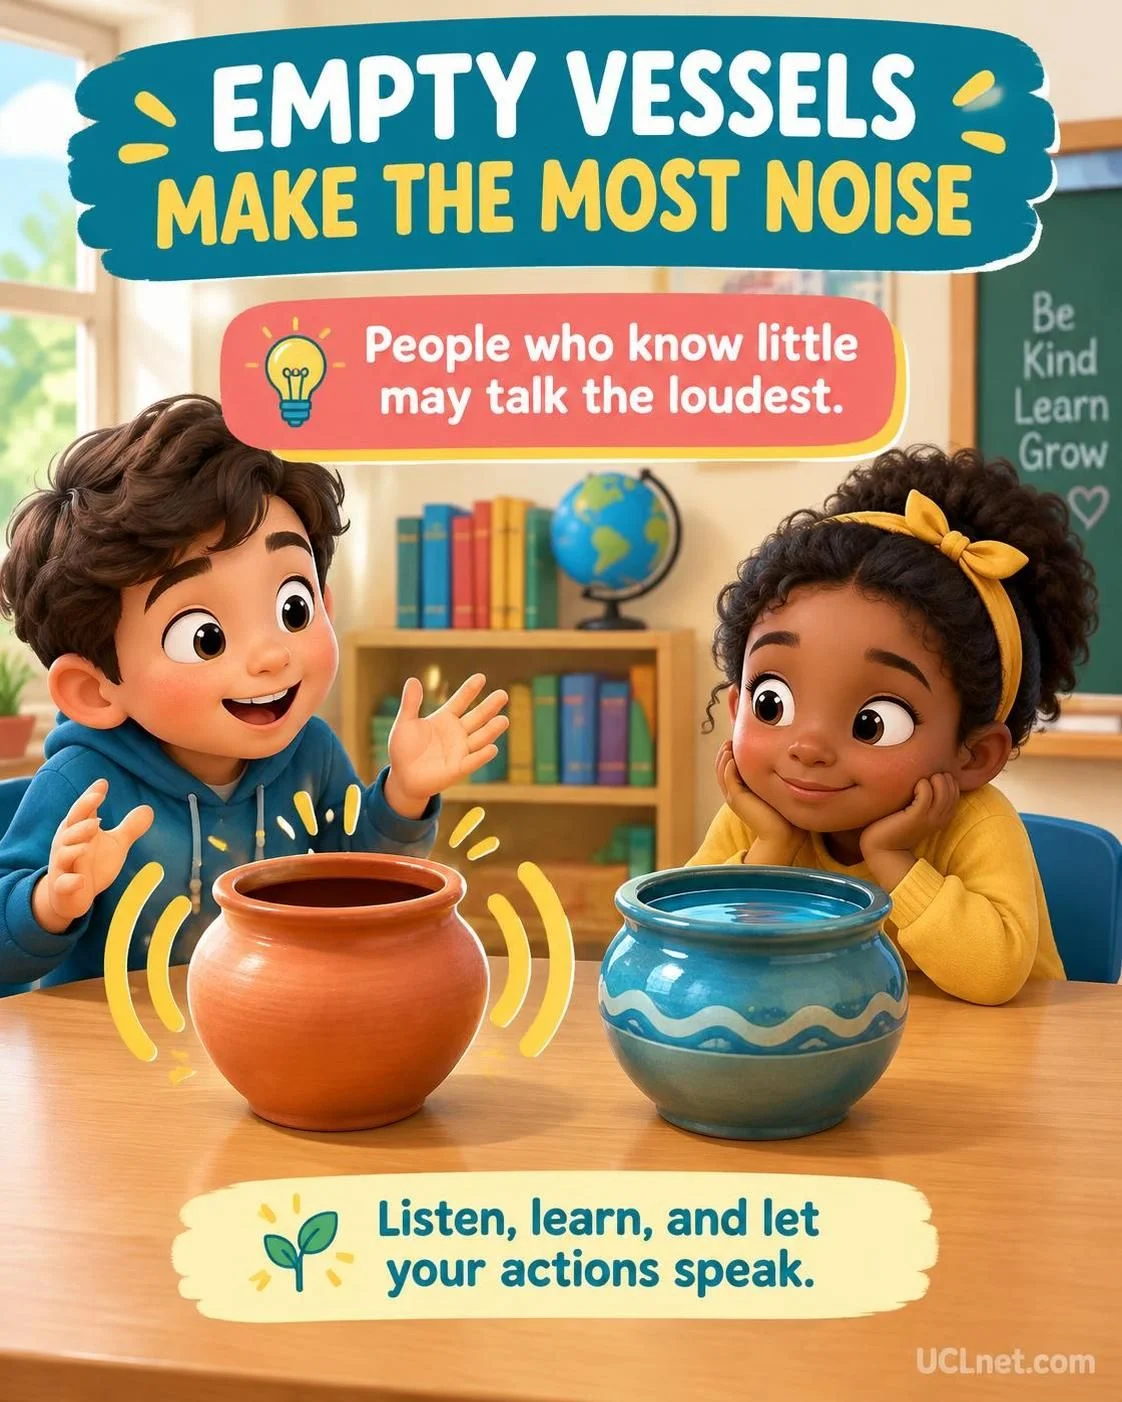 EMPTY VESSELS
MAKE THE MOST NOISE
People who know little
may talk the loudest.
Be
Kind
Learn
Grow
Listen, learn, and let
your actions speak.
UCLnet.com